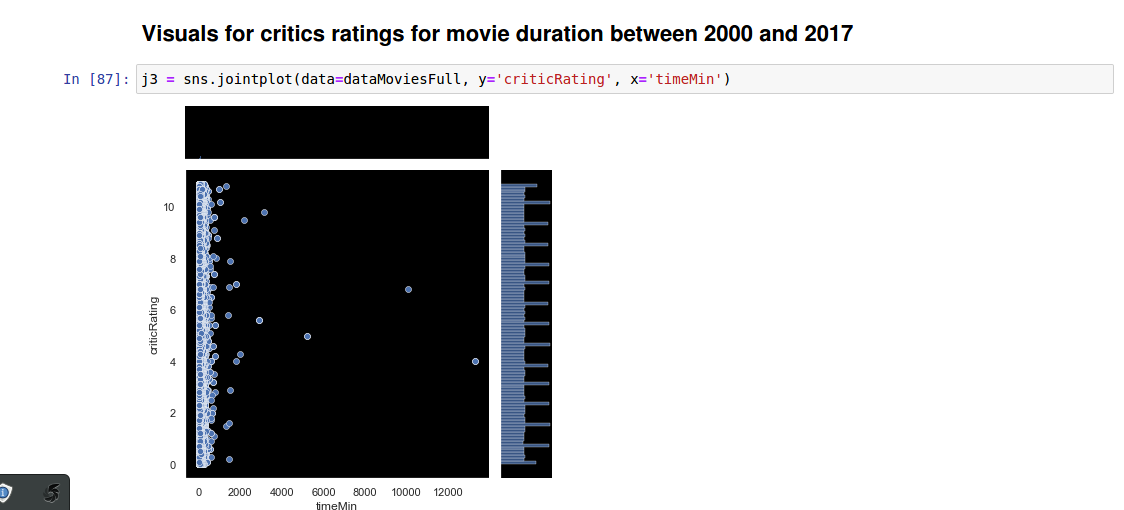 Visuals for critics ratings for movie duration between 2000 and 2017
In [87]: j3 = sns.jointplot(data=dataMoviesFull, y='criticRating', x='timeMin')
10
8
6
4
2
0
criticRating
0 2000 4000 6000 8000 10000 12000
timeMin